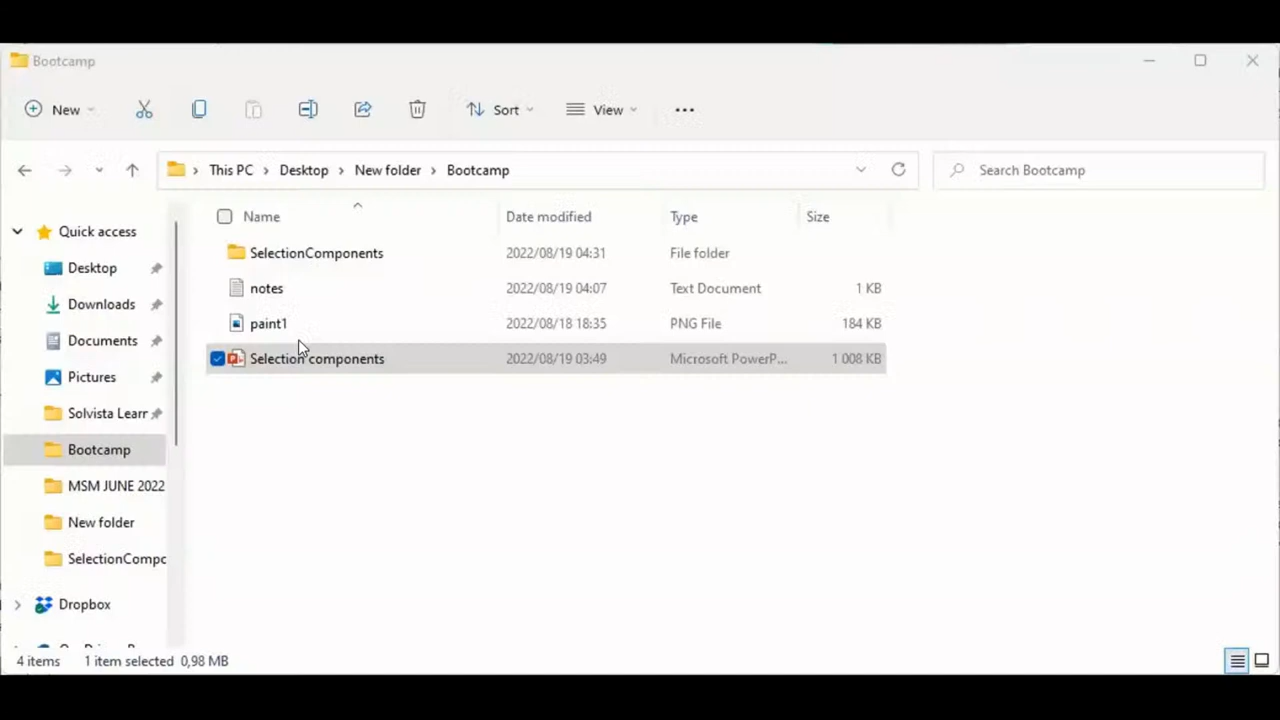 Bootcamp
New
Sort
View
This PC
Desktop
New folder
Bootcamp
Search Bootcamp
Name
Date modified
Type
Size
SelectionComponents
2022/08/19 04:31
File folder
notes
2022/08/19 04:07
Text Document
1 KB
paint1
2022/08/18 18:35
PNG File
184 KB
Selection components
2022/08/19 03:49
Microsoft PowerP...
1 008 KB
Quick access
Desktop
Downloads
Documents
Pictures
Solvista Learr
Bootcamp
MSM JUNE 2022
New folder
SelectionCompc
Dropbox
4 items
1 item selected
0,98 MB